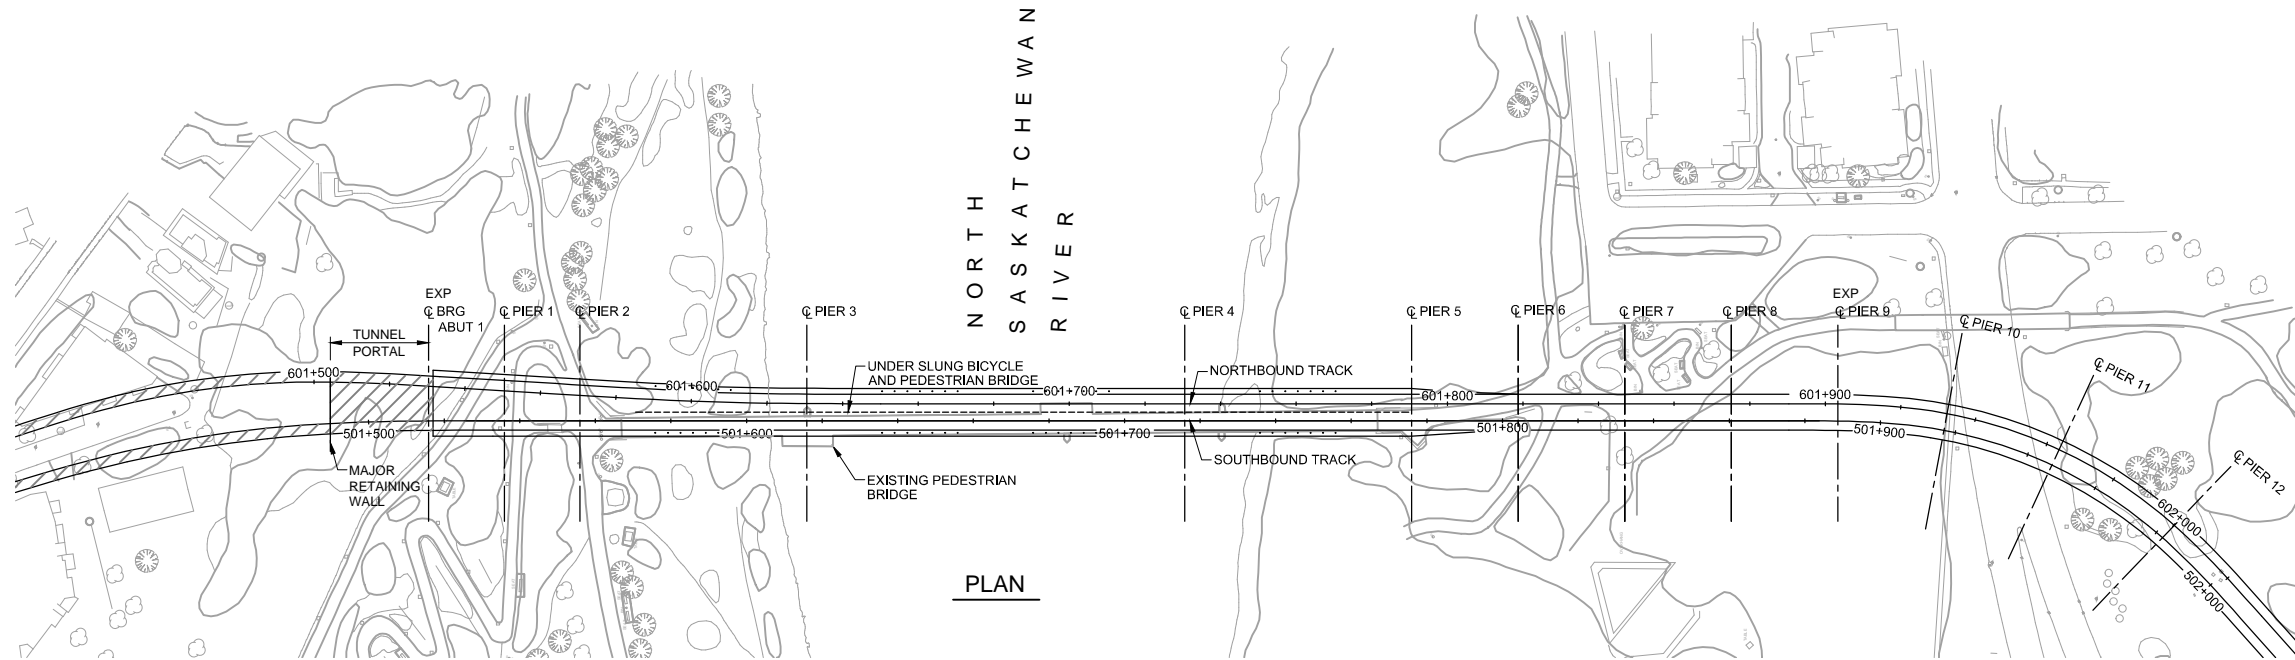 NORTH
SASKATCHEWAN
RIVER
EXP
℄ BRG
ABUT 1
℄ PIER 1
℄ PIER 2
℄ PIER 3
℄ PIER 4
℄ PIER 5
℄ PIER 6
℄ PIER 7
℄ PIER 8
EXP
℄ PIER 9
℄ PIER 10
℄ PIER 11
℄ PIER 12
TUNNEL
PORTAL
UNDER SLUNG BICYCLE
AND PEDESTRIAN BRIDGE
NORTHBOUND TRACK
601+500
601+600
601+700
601+800
601+900
602+000
501+500
501+600
501+700
501+800
501+900
502+000
MAJOR
RETAINING
WALL
EXISTING PEDESTRIAN
BRIDGE
SOUTHBOUND TRACK
PLAN